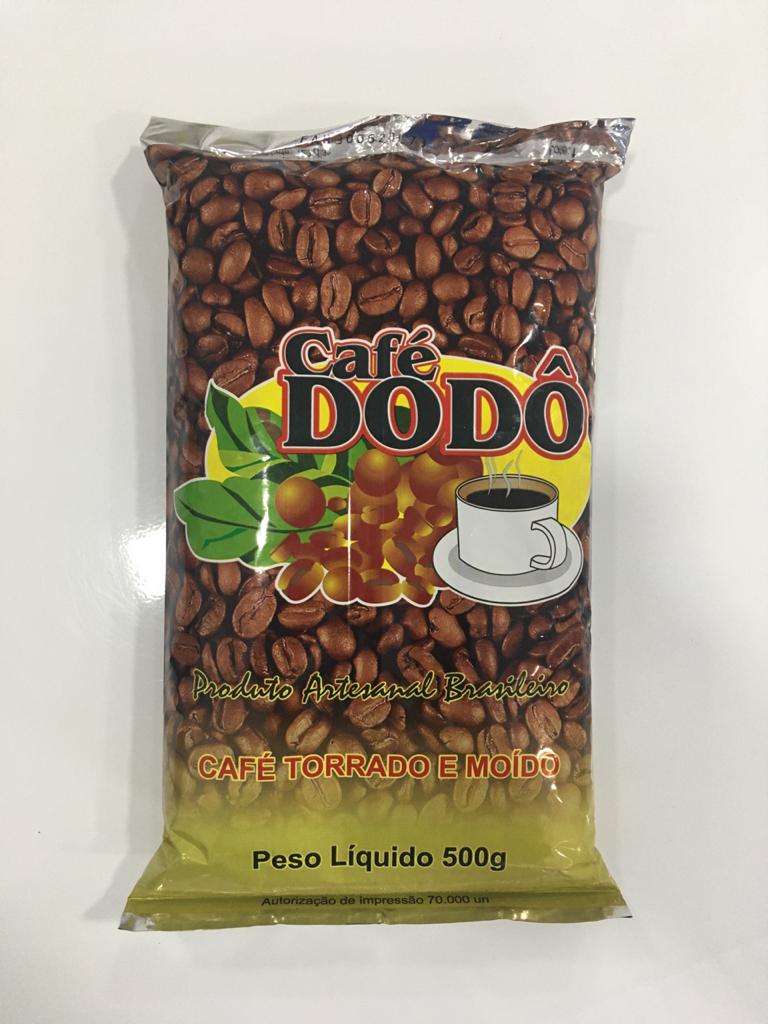 Café
DODÔ
Produto Artesanal Brasileiro
CAFÉ TORRADO E MOÍDO
Peso Líquido 500g
Autorização de impressão 70.000 un